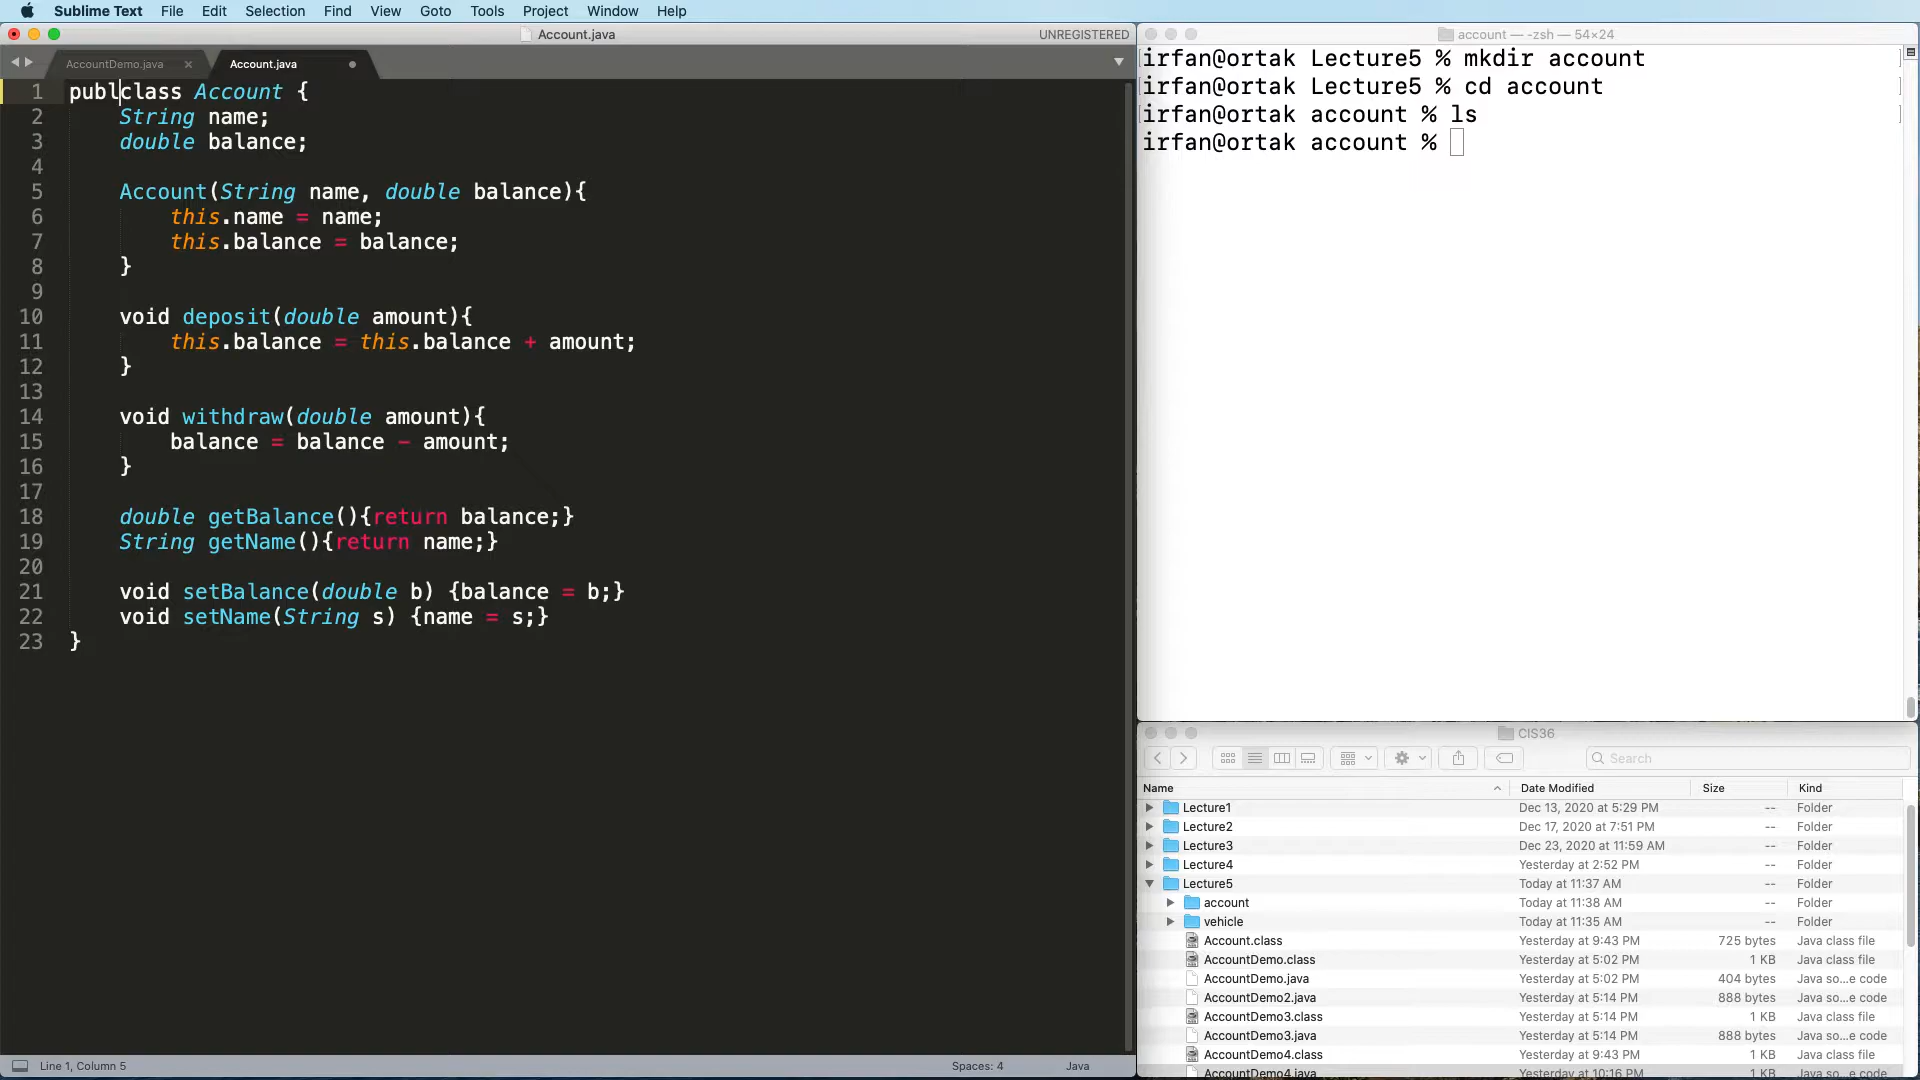 Sublime Text File Edit Selection Find View Goto Tools Project Window Help
Account.java UNREGISTERED
AccountDemo.java × Account.java
1 publclass Account {
2 String name;
3 double balance;
4
5 Account(String name, double balance){
6 this.name = name;
7 this.balance = balance;
8 }
9
10 void deposit(double amount){
11 this.balance = this.balance + amount;
12 }
13
14 void withdraw(double amount){
15 balance = balance - amount;
16 }
17
18 double getBalance(){return balance;}
19 String getName(){return name;}
20
21 void setBalance(double b) {balance = b;}
22 void setName(String s) {name = s;}
23 }
Line 1, Column 5 Spaces: 4 Java
account — -zsh — 54×24
irfan@ortak Lecture5 % mkdir account
irfan@ortak Lecture5 % cd account
irfan@ortak account % ls
irfan@ortak account %
CIS36
Search
Name Date Modified Size Kind
Lecture1 Dec 13, 2020 at 5:29 PM -- Folder
Lecture2 Dec 17, 2020 at 7:51 PM -- Folder
Lecture3 Dec 23, 2020 at 11:59 AM -- Folder
Lecture4 Yesterday at 2:52 PM -- Folder
Lecture5 Today at 11:37 AM -- Folder
account Today at 11:38 AM -- Folder
vehicle Today at 11:35 AM -- Folder
Account.class Yesterday at 9:43 PM 725 bytes Java class file
AccountDemo.class Yesterday at 5:02 PM 1 KB Java class file
AccountDemo.java Yesterday at 5:02 PM 404 bytes Java so...e code
AccountDemo2.java Yesterday at 5:14 PM 888 bytes Java so...e code
AccountDemo3.class Yesterday at 5:14 PM 1 KB Java class file
AccountDemo3.java Yesterday at 5:14 PM 888 bytes Java so...e code
AccountDemo4.class Yesterday at 9:43 PM 1 KB Java class file
AccountDemo4.java Yesterday at 10:16 PM 1 KB Java so...e code